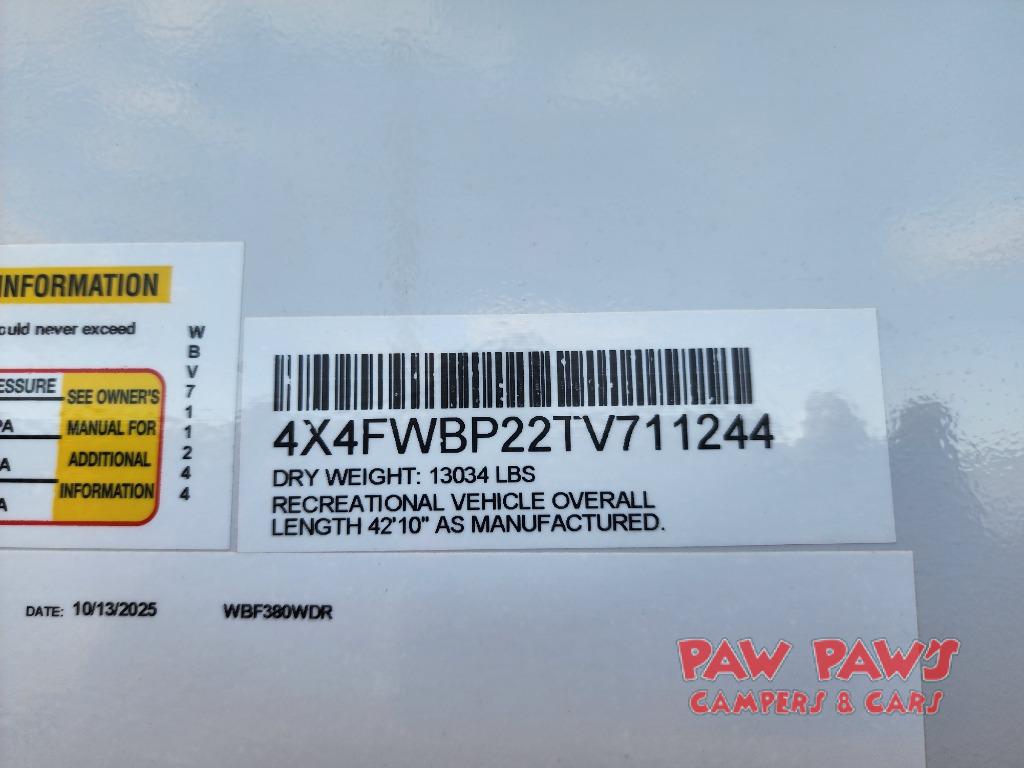 INFORMATION
ould never exceed
ESSURE
SEE OWNER'S
PA
MANUAL FOR
A
ADDITIONAL
A
INFORMATION
W
B
V
7
1
1
2
4
4
4X4FWBP22TV711244
DRY WEIGHT: 13034 LBS
RECREATIONAL VEHICLE OVERALL
LENGTH 42'10" AS MANUFACTURED.
DATE: 10/13/2025 WBF380WDR
PAW PAW'S
CAMPERS & CARS